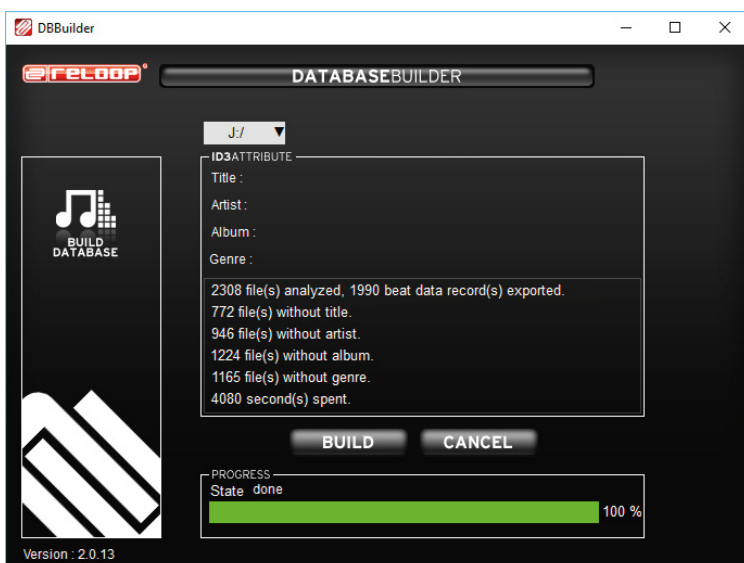 DBBuilder
reloop
DATABASEBUILDER
J:/
ID3ATTRIBUTE
Title :
Artist :
Album :
Genre :
BUILD
DATABASE
2308 file(s) analyzed, 1990 beat data record(s) exported.
772 file(s) without title.
946 file(s) without artist.
1224 file(s) without album.
1165 file(s) without genre.
4080 second(s) spent.
BUILD CANCEL
PROGRESS
State done
100 %
Version : 2.0.13